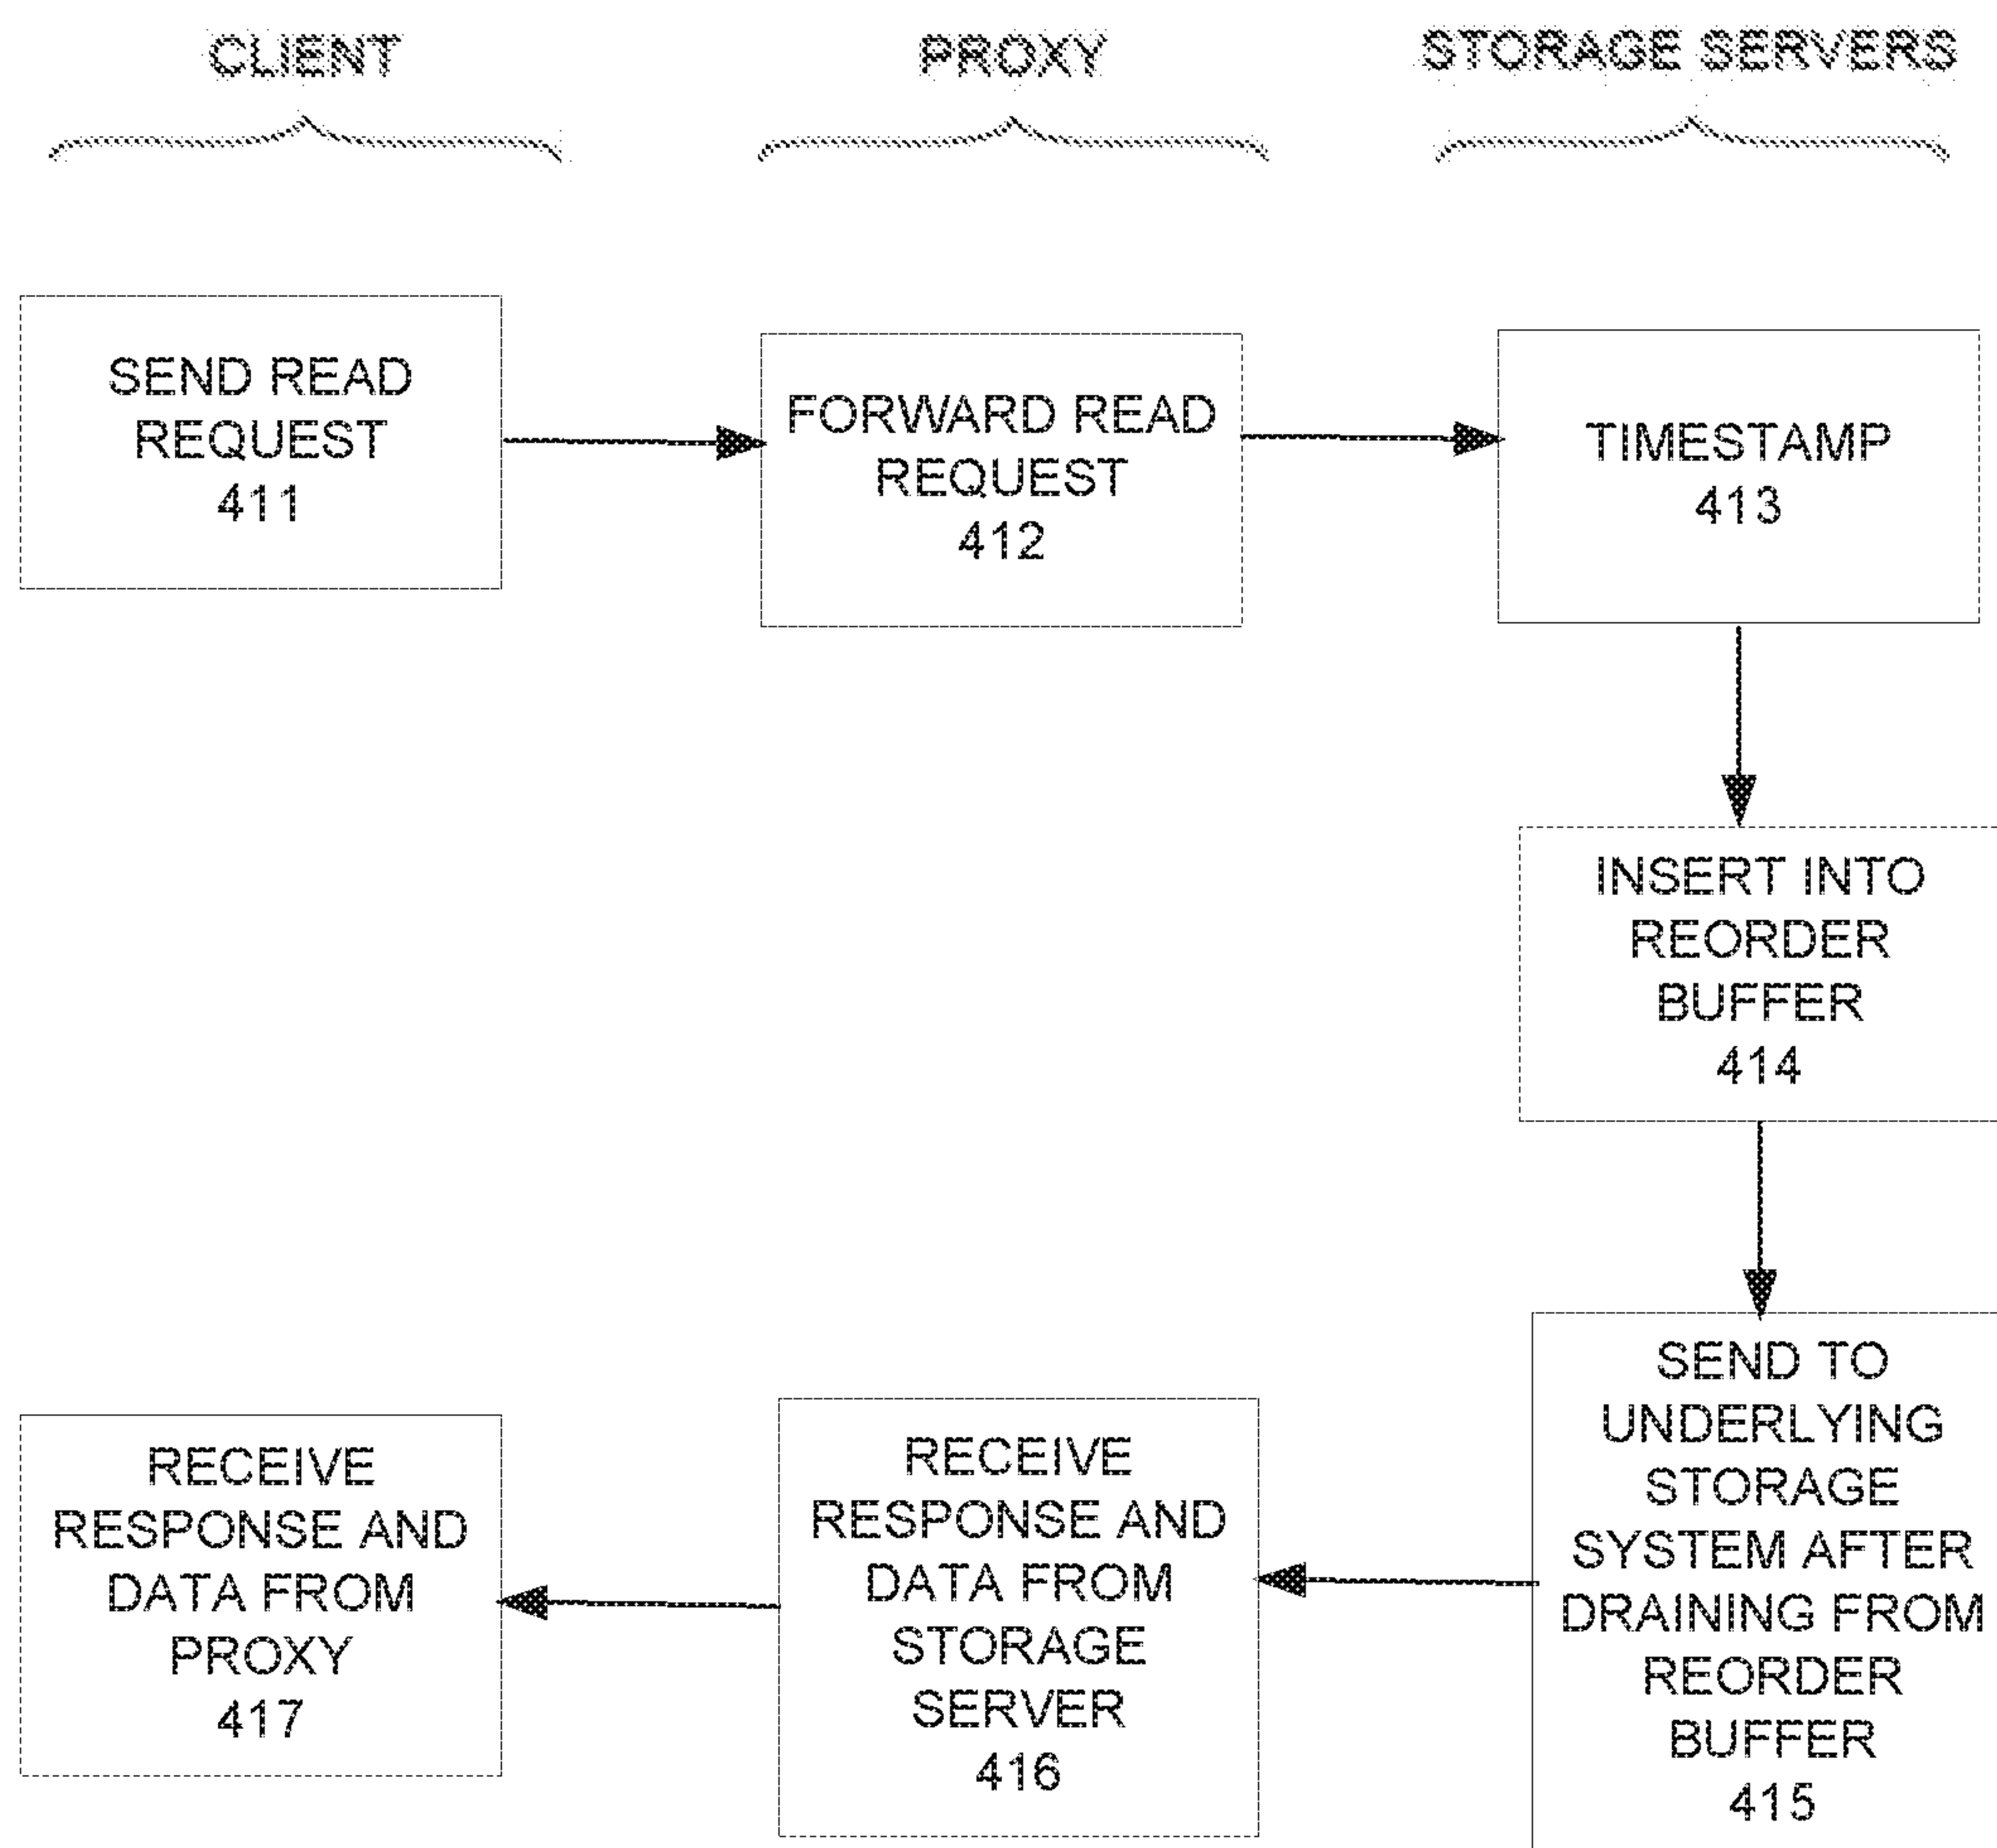 CLIENT
PROXY
STORAGE SERVERS
SEND READ
REQUEST
411
FORWARD READ
REQUEST
412
TIMESTAMP
413
INSERT INTO
REORDER
BUFFER
414
SEND TO
UNDERLYING
STORAGE
SYSTEM AFTER
DRAINING FROM
REORDER
BUFFER
415
RECEIVE
RESPONSE AND
DATA FROM
STORAGE
SERVER
416
RECEIVE
RESPONSE AND
DATA FROM
PROXY
417